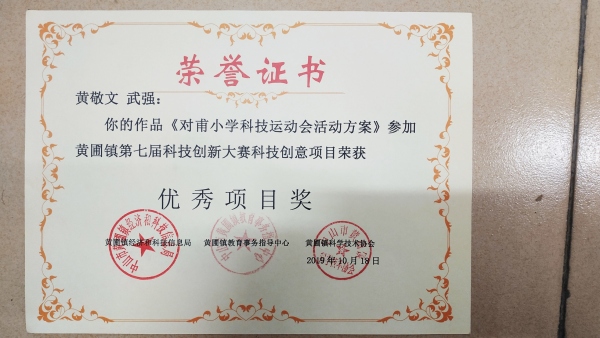 荣誉证书
黄敬文 武强：
你的作品《对甫小学科技运动会活动方案》参加
黄圃镇第七届科技创新大赛科技创意项目荣获
优秀项目奖
黄圃镇经济和科技信息局 黄圃镇教育事务指导中心 黄圃镇科学技术协会
2019年10月18日